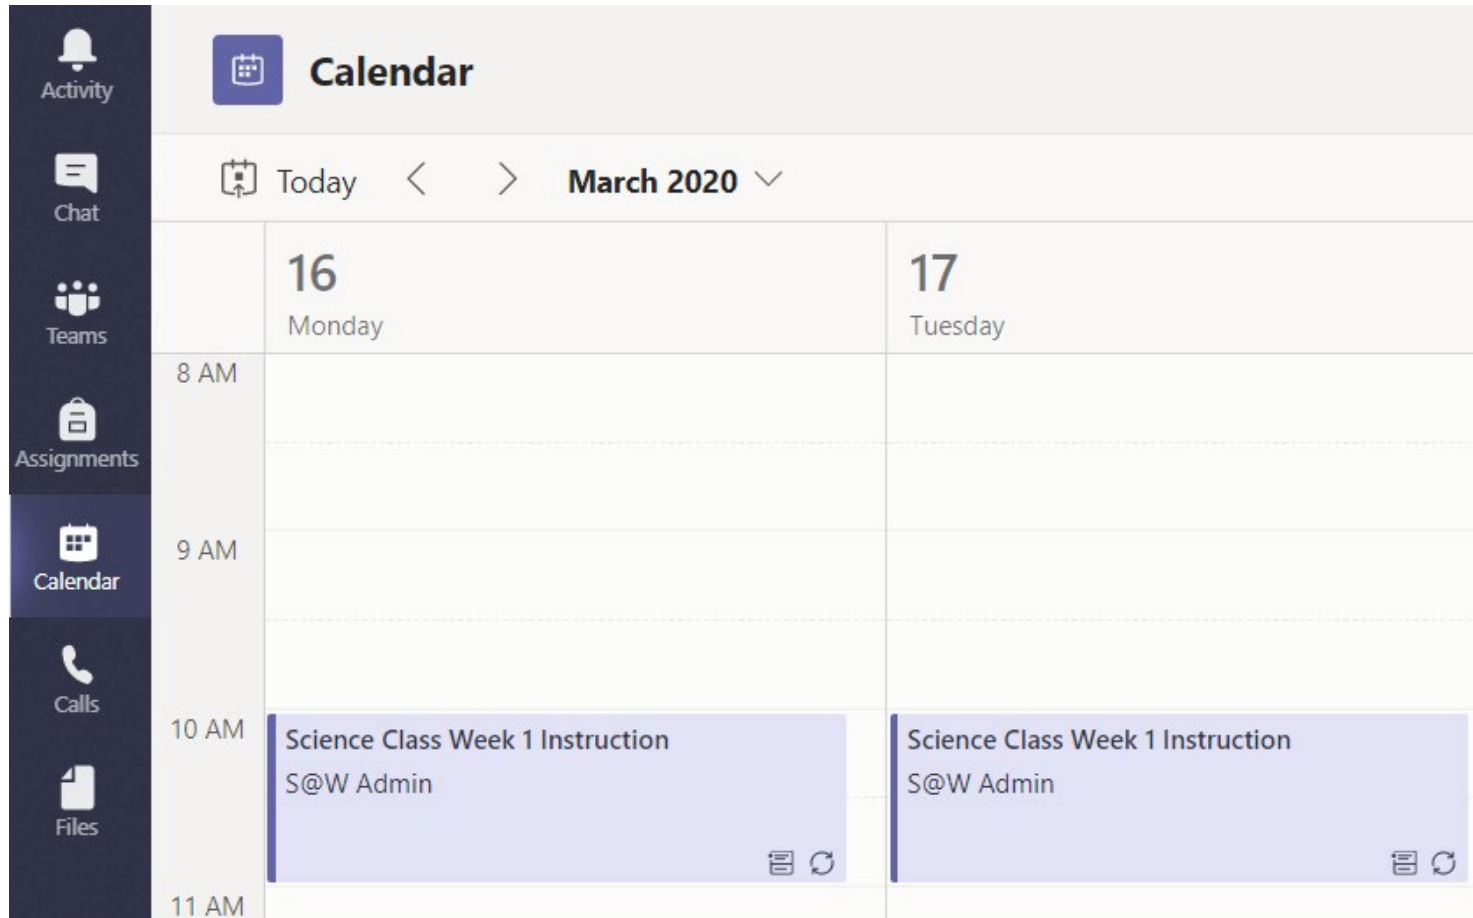 Activity
Chat
Teams
Assignments
Calendar
Calls
Files
Calendar
Today
March 2020
16
Monday
17
Tuesday
8 AM
9 AM
10 AM
11 AM
Science Class Week 1 Instruction
S@W Admin
Science Class Week 1 Instruction
S@W Admin